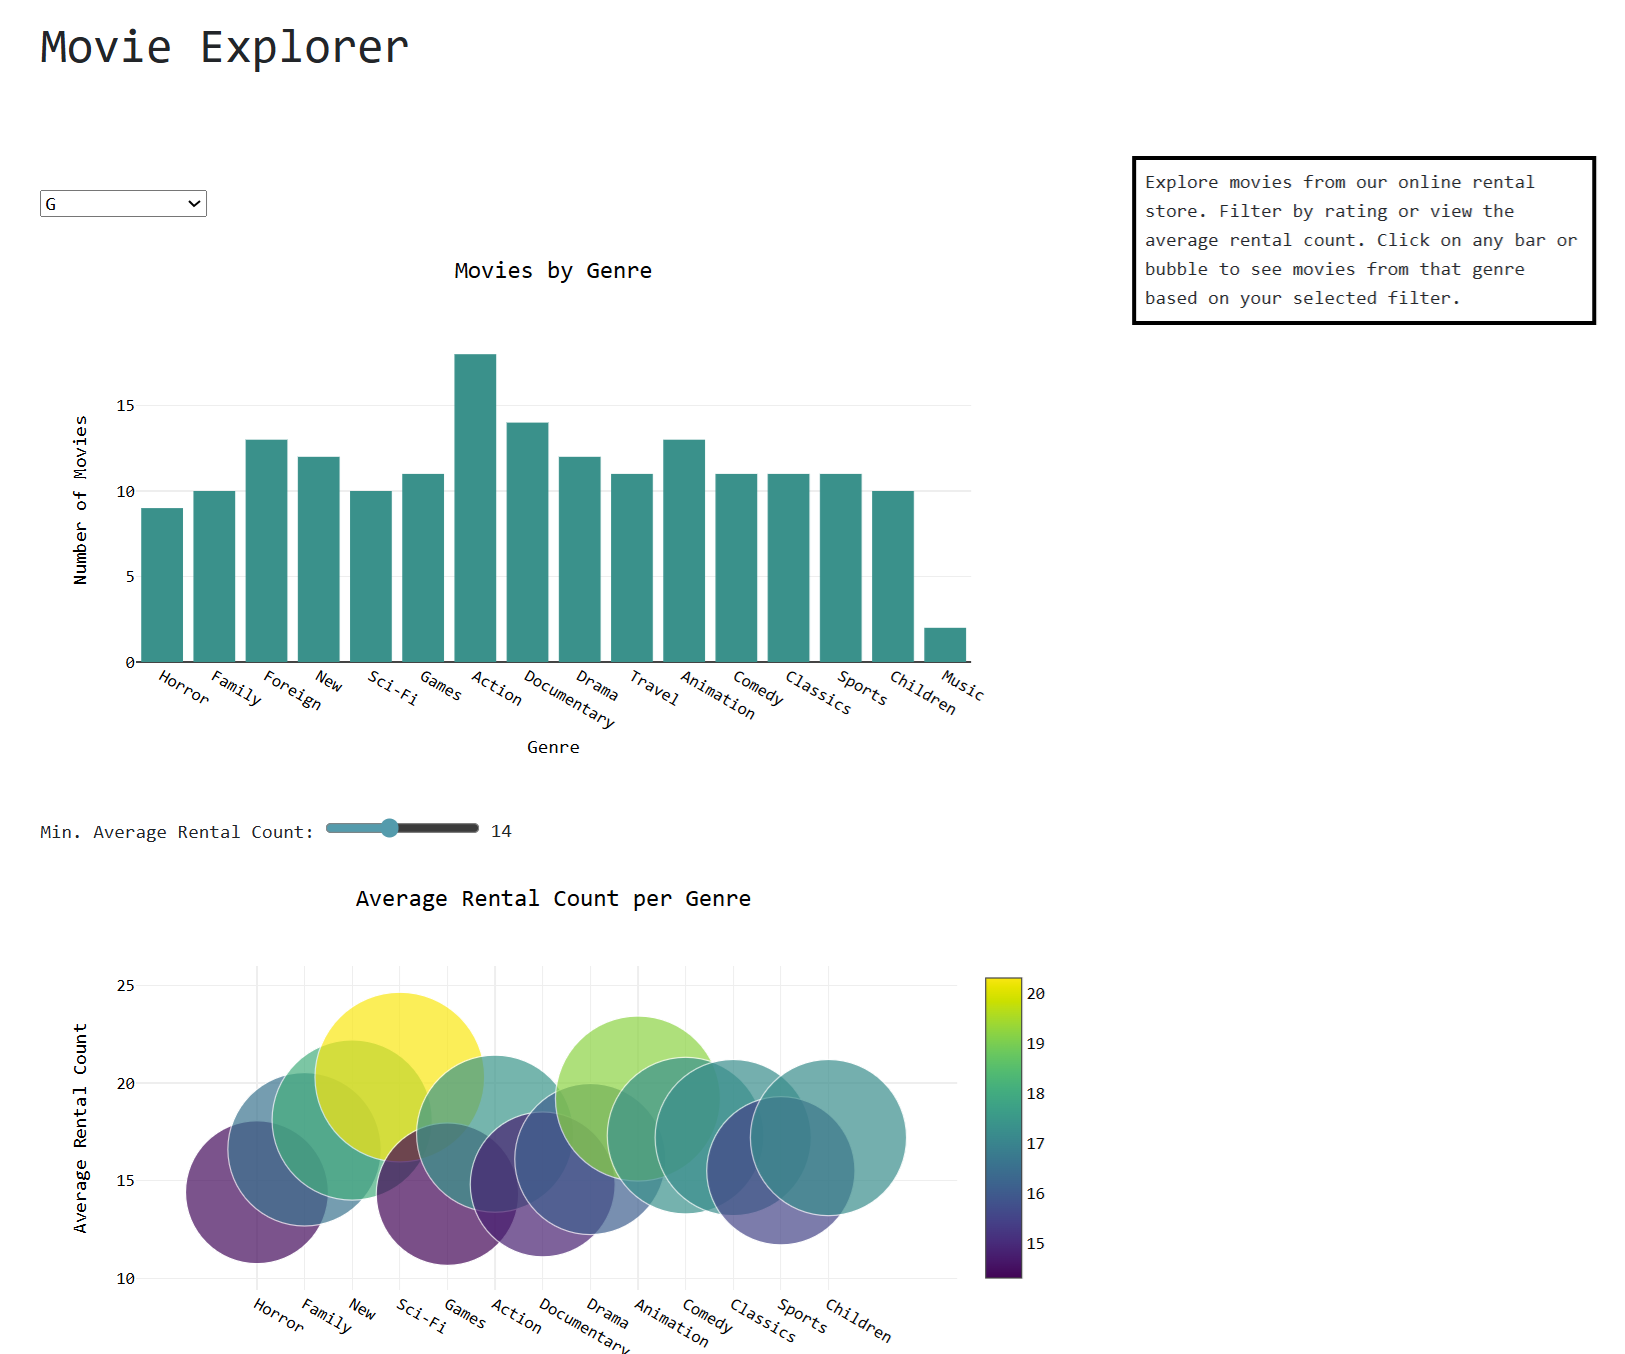 Movie Explorer
G
Explore movies from our online rental
store. Filter by rating or view the
average rental count. Click on any bar or
bubble to see movies from that genre
based on your selected filter.
Movies by Genre
Number of Movies
15
10
5
0
Horror
Family
Foreign
New
Sci-Fi
Games
Action
Documentary
Drama
Travel
Animation
Comedy
Classics
Sports
Children
Music
Genre
Min. Average Rental Count: 14
Average Rental Count per Genre
Average Rental Count
25
20
15
10
Horror
Family
New
Sci-Fi
Games
Action
Documentary
Drama
Animation
Comedy
Classics
Sports
Children
20
19
18
17
16
15